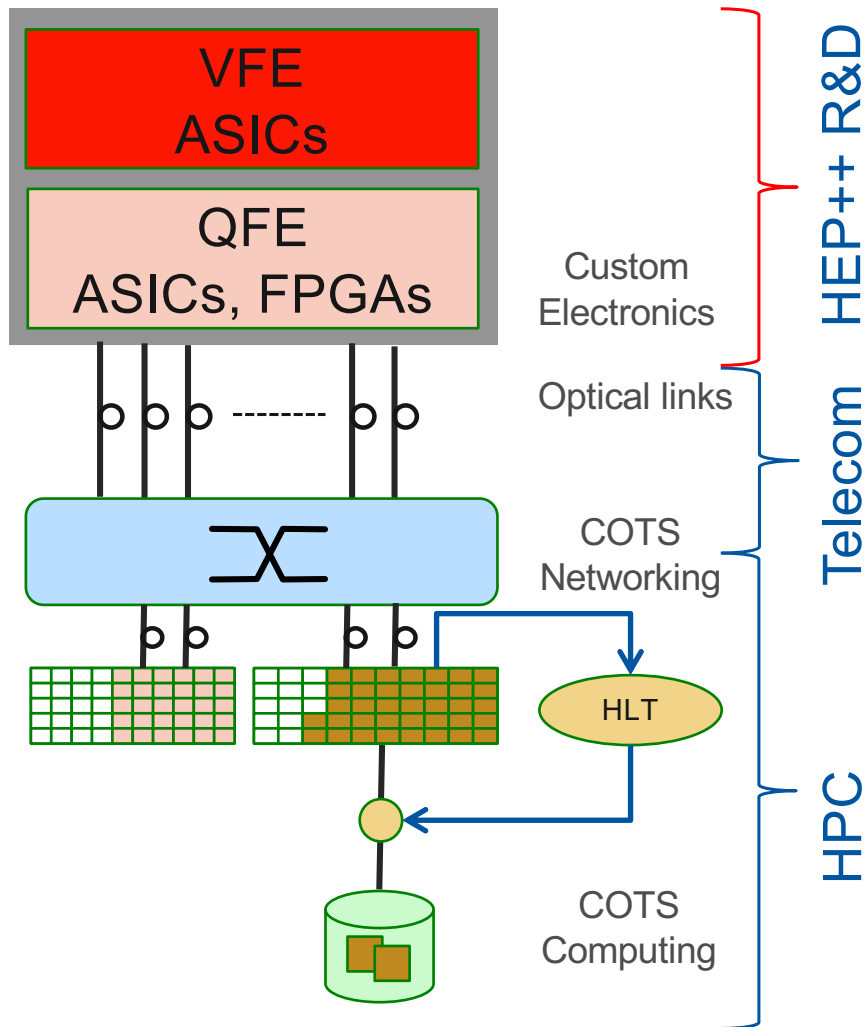 VFE
ASICs
QFE
ASICs, FPGAs
Custom
Electronics
HEP++ R&D
Optical links
Telecom
COTS
Networking
HLT
HPC
COTS
Computing